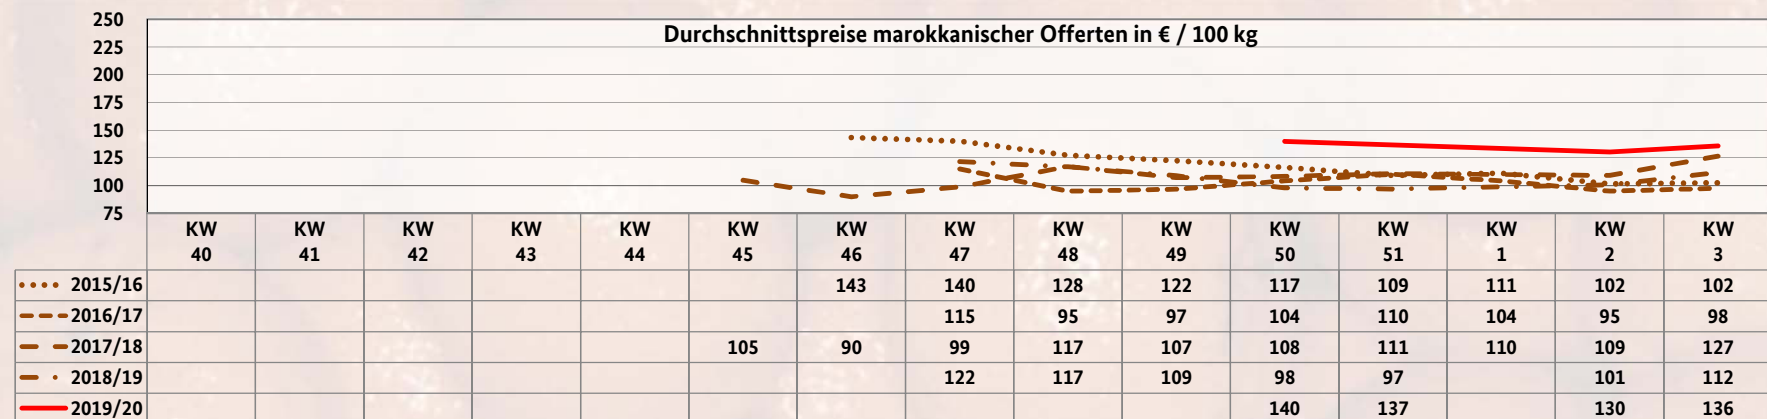 Durchschnittspreise marokkanischer Offerten in € / 100 kg
250
225
200
175
150
125
100
75
KW KW KW KW KW KW KW KW KW KW KW KW KW KW KW
40 41 42 43 44 45 46 47 48 49 50 51 1 2 3
2015/16 143 140 128 122 117 109 111 102 102
2016/17 115 95 97 104 110 104 95 98
2017/18 105 90 99 117 107 108 111 110 109 127
2018/19 122 117 109 98 97 101 112
2019/20 140 137 130 136